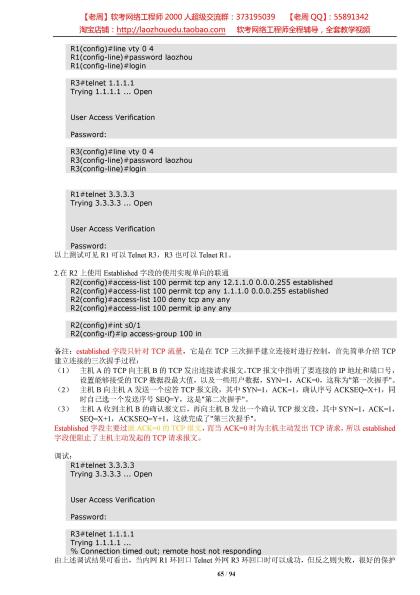 【老周】软考网络工程师 2000 人超级交流群：373195039 【老周 QQ】：55891342
淘宝店铺：http://laozhouedu.taobao.com 软考网络工程师全程辅导，全套教学视频
R1(config)#line vty 0 4
R1(config-line)#password laozhou
R1(config-line)#login
R3#telnet 1.1.1.1
Trying 1.1.1.1 ... Open
User Access Verification
Password:
R3(config)#line vty 0 4
R3(config-line)#password laozhou
R3(config-line)#login
R1#telnet 3.3.3.3
Trying 3.3.3.3 ... Open
User Access Verification
Password:
以上测试可见 R1 可以 Telnet R3，R3 也可以 Telnet R1。
2.在 R2 上使用 Established 字段的使用实现单向的联通
R2(config)#access-list 100 permit tcp any 12.1.1.0 0.0.0.255 established
R2(config)#access-list 100 permit tcp any 1.1.1.0 0.0.0.255 established
R2(config)#access-list 100 deny tcp any any
R2(config)#access-list 100 permit ip any any
R2(config)#int s0/1
R2(config-if)#ip access-group 100 in
备注：established 字段只针对 TCP 流量，它是在 TCP 三次握手建立连接时进行控制，首先简单介绍 TCP
建立连接的三次握手过程：
（1） 主机 A 的 TCP 向主机 B 的 TCP 发出连接请求报文。TCP 报文中指明了要连接的 IP 地址和端口号，
设置能够接受的 TCP 数据段最大值，以及一些用户数据，SYN=1，ACK=0。这称为"第一次握手"。
（2） 主机 B 向主机 A 发送一个应答 TCP 报文段，其中 SYN=1，ACK=1，确认序号 ACKSEQ=X+1，同
时自己选一个发送序号 SEQ=Y，这是"第二次握手"。
（3） 主机 A 收到主机 B 的确认报文后，再向主机 B 发出一个确认 TCP 报文段，其中 SYN=1，ACK=1，
SEQ=X+1，ACKSEQ=Y+1，这就完成了"第三次握手"。
Established 字段主要过滤 ACK=0 的 TCP 报文，而当 ACK=0 时为主机主动发出 TCP 请求，所以 established
字段便阻止了主机主动发起的 TCP 请求报文。
调试：
R1#telnet 3.3.3.3
Trying 3.3.3.3 ... Open
User Access Verification
Password:
R3#telnet 1.1.1.1
Trying 1.1.1.1 ...
% Connection timed out; remote host not responding
由上述调试结果可看出，当内网 R1 环回口 Telnet 外网 R3 环回口时可以成功，但反之则失败，很好的保护
65 / 94